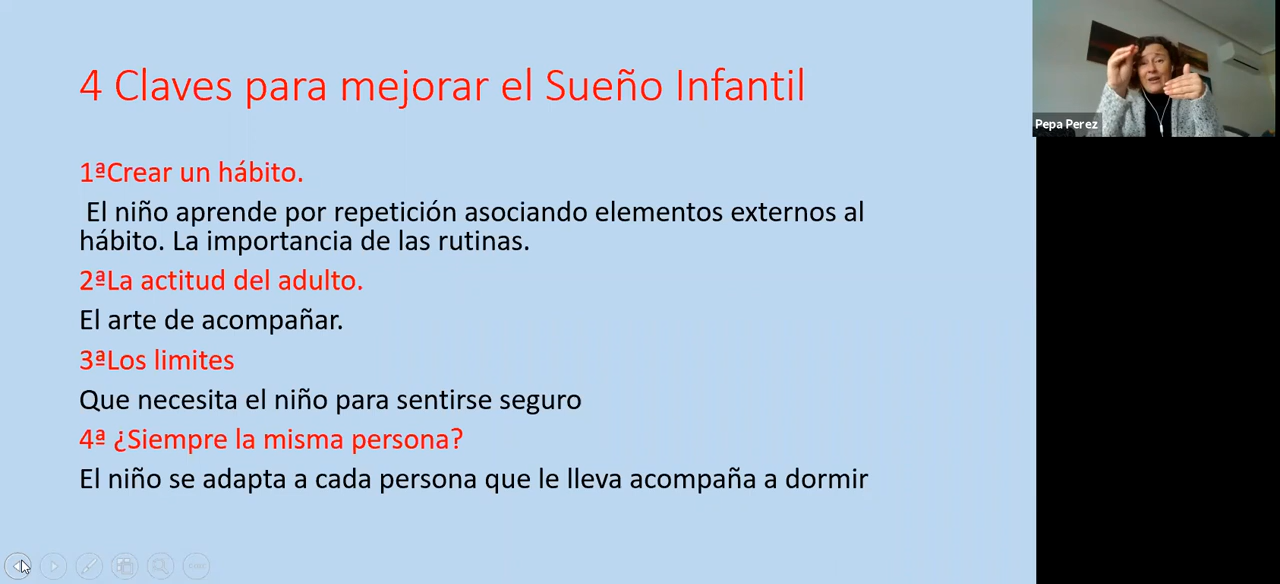 4 Claves para mejorar el Sueño Infantil
1ªCrear un hábito.
El niño aprende por repetición asociando elementos externos al
hábito. La importancia de las rutinas.
2ªLa actitud del adulto.
El arte de acompañar.
3ªLos limites
Que necesita el niño para sentirse seguro
4ª ¿Siempre la misma persona?
El niño se adapta a cada persona que le lleva acompaña a dormir
Pepa Perez